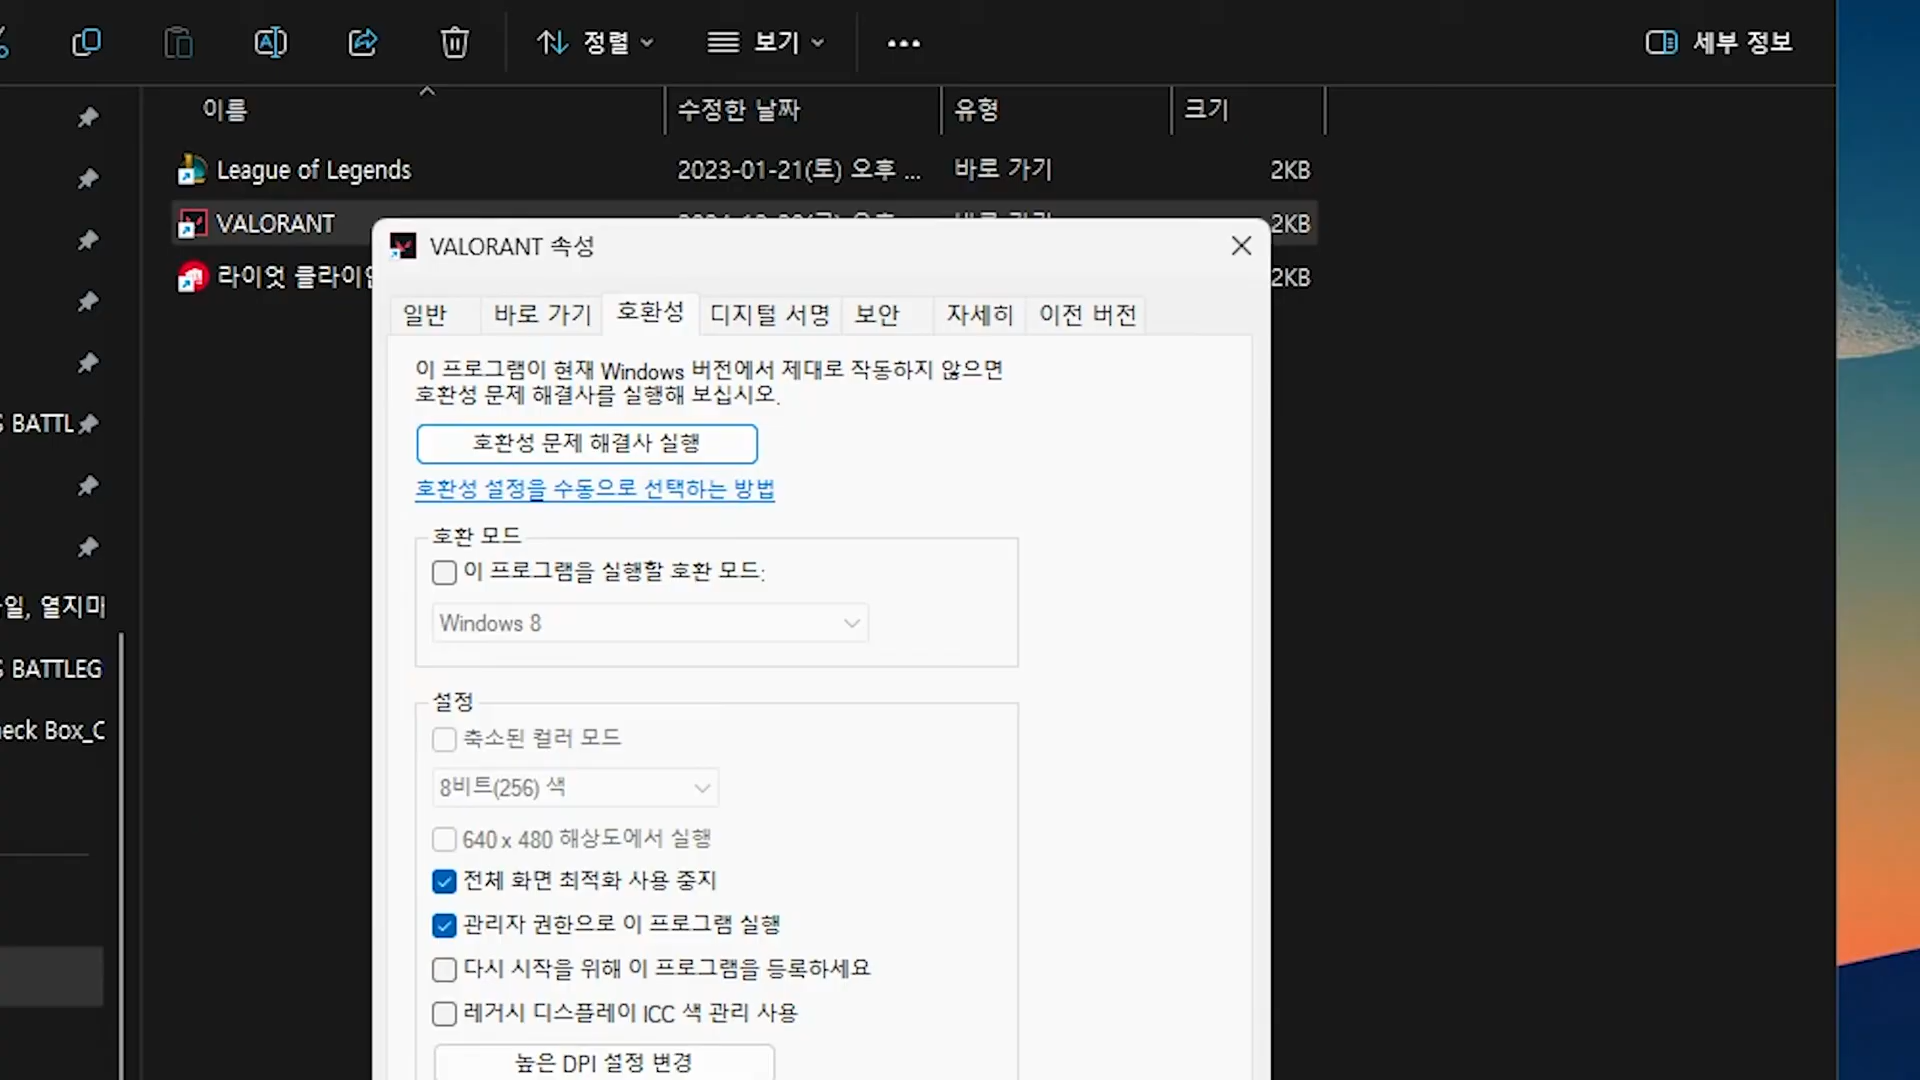 정렬
보기
세부 정보
이름
수정한 날짜
유형
크기
League of Legends
2023-01-21(토) 오후 ...
바로 가기
2KB
VALORANT
2KB
라이엇 클라이언
2KB
VALORANT 속성
일반
바로 가기
호환성
디지털 서명
보안
자세히
이전 버전
이 프로그램이 현재 Windows 버전에서 제대로 작동하지 않으면
호환성 문제 해결사를 실행해 보십시오.
호환성 문제 해결사 실행
호환성 설정을 수동으로 선택하는 방법
호환 모드
이 프로그램을 실행할 호환 모드:
Windows 8
설정
축소된 컬러 모드
8비트(256) 색
640 x 480 해상도에서 실행
전체 화면 최적화 사용 중지
관리자 권한으로 이 프로그램 실행
다시 시작을 위해 이 프로그램을 등록하세요
레거시 디스플레이 ICC 색 관리 사용
높은 DPI 설정 변경
BATTL
일, 열지마
BATTLEG
eck Box_C